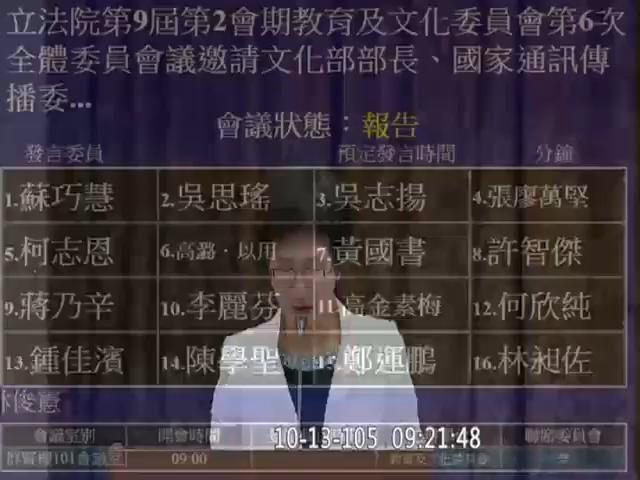 立法院第9屆第2會期教育及文化委員會第6次
全體委員會議邀請文化部部長、國家通訊傳
播委...
會議狀態：報告
發言委員 預定發言時間 分鐘
1.蘇巧慧 2.吳思瑤 3.吳志揚 4.張廖萬堅
5.柯志恩 6.高潞．以用 7.黃國書 8.許智傑
9.蔣乃辛 10.李麗芬 11.高金素梅 12.何欣純
13.鍾佳濱 14.陳學聖 15.鄭運鵬 16.林昶佐
林俊憲
會議室別 開會時間 10-13-105 09:21:48 聯席委員會
群賢樓101會議室 09:00 教育及文化委員會